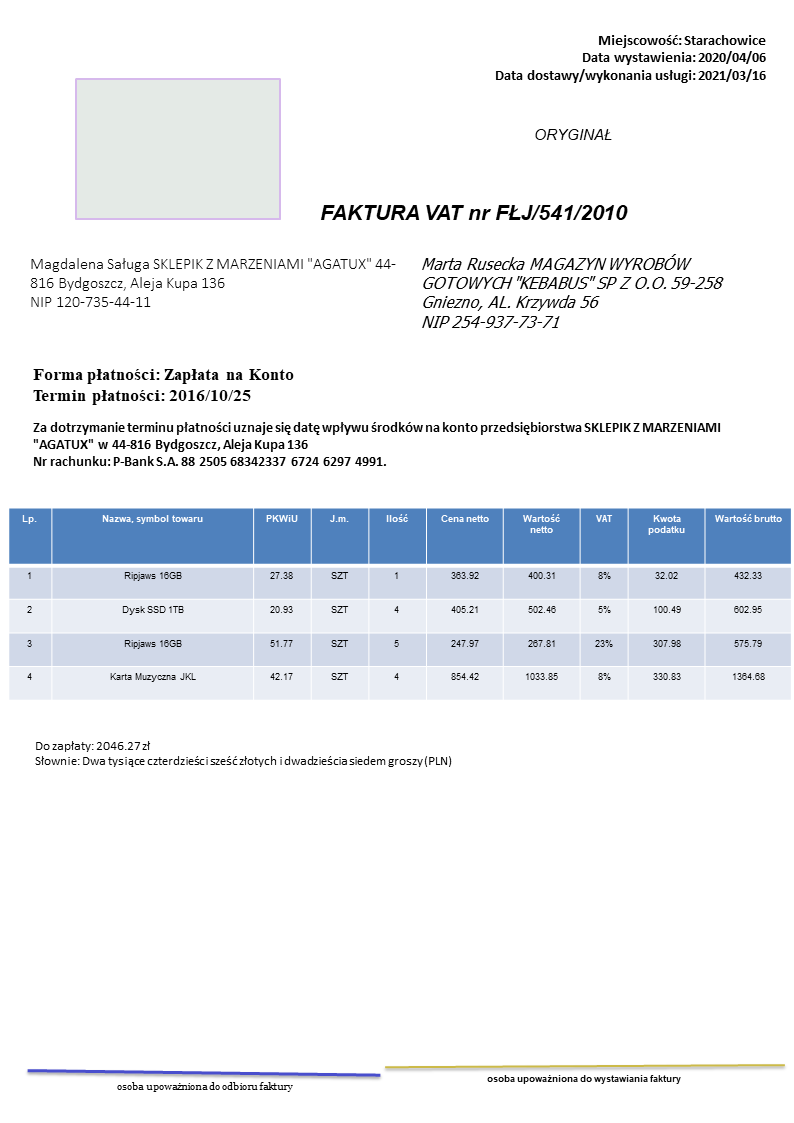 Miejscowość: Starachowice
Data wystawienia: 2020/04/06
Data dostawy/wykonania usługi: 2021/03/16
ORYGINAŁ
FAKTURA VAT nr FŁJ/541/2010
Magdalena Saługa SKLEPIK Z MARZENIAMI "AGATUX" 44-
816 Bydgoszcz, Aleja Kupa 136
NIP 120-735-44-11
Marta Rusecka MAGAZYN WYROBÓW
GOTOWYCH "KEBABUS" SP Z O.O. 59-258
Gniezno, AL. Krzywda 56
NIP 254-937-73-71
Forma płatności: Zapłata na Konto
Termin płatności: 2016/10/25
Za dotrzymanie terminu płatności uznaje się datę wpływu środków na konto przedsiębiorstwa SKLEPIK Z MARZENIAMI
"AGATUX" w 44-816 Bydgoszcz, Aleja Kupa 136
Nr rachunku: P-Bank S.A. 88 2505 68342337 6724 6297 4991.
Lp. Nazwa, symbol towaru PKWiU J.m. Ilość Cena netto Wartość netto VAT Kwota podatku Wartość brutto
1 Ripjaws 16GB 27.38 SZT 1 363.92 400.31 8% 32.02 432.33
2 Dysk SSD 1TB 20.93 SZT 4 405.21 502.46 5% 100.49 602.95
3 Ripjaws 16GB 51.77 SZT 5 247.97 267.81 23% 307.98 575.79
4 Karta Muzyczna JKL 42.17 SZT 4 854.42 1033.85 8% 330.83 1364.68
Do zapłaty: 2046.27 zł
Słownie: Dwa tysiące czterdzieści sześć złotych i dwadzieścia siedem groszy (PLN)
osoba upoważniona do odbioru faktury
osoba upoważniona do wystawiania faktury